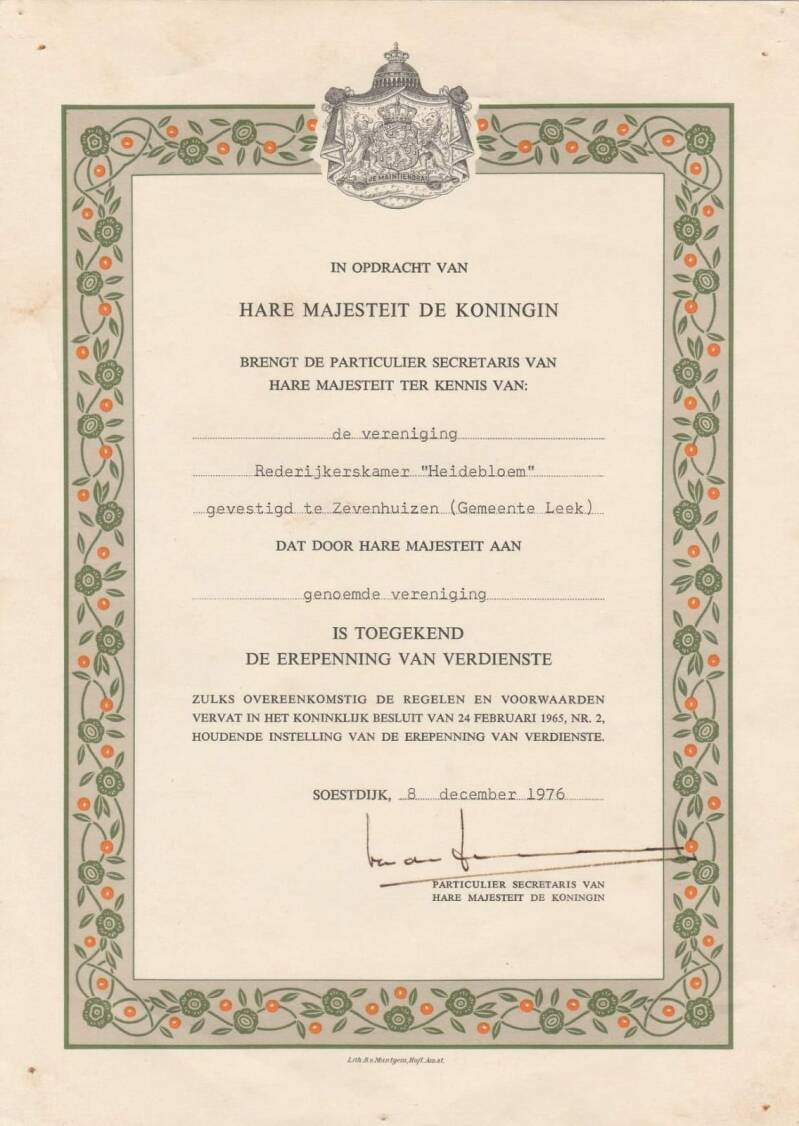 JE MAINTIENDRAI
IN OPDRACHT VAN
HARE MAJESTEIT DE KONINGIN
BRENGT DE PARTICULIER SECRETARIS VAN
HARE MAJESTEIT TER KENNIS VAN:
de vereniging
Rederijkerskamer "Heidebloem"
gevestigd te Zevenhuizen (Gemeente Leek)
DAT DOOR HARE MAJESTEIT AAN
genoemde vereniging
IS TOEGEKEND
DE EREPENNING VAN VERDIENSTE
ZULKS OVEREENKOMSTIG DE REGELEN EN VOORWAARDEN
VERVAT IN HET KONINKLIJK BESLUIT VAN 24 FEBRUARI 1965, NR. 2,
HOUDENDE INSTELLING VAN DE EREPENNING VAN VERDIENSTE.
SOESTDIJK, 8 december 1976
PARTICULIER SECRETARIS VAN
HARE MAJESTEIT DE KONINGIN
Lith. B. v. Mantgem, Hofl. Amst.